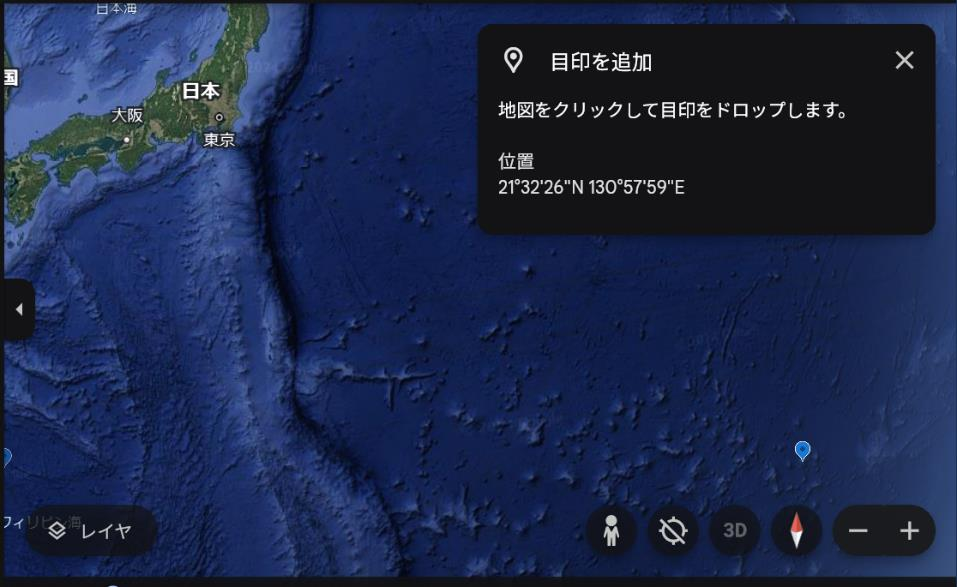 日本海
国
日本
大阪
東京
目印を追加
地図をクリックして目印をドロップします。
位置
21°32'26"N 130°57'59"E
フィリピン海
レイヤ
3D